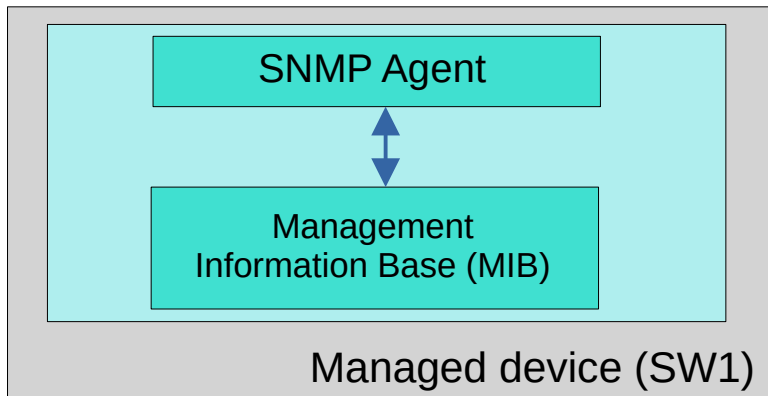 SNMP Agent
Management
Information Base (MIB)
Managed device (SW1)